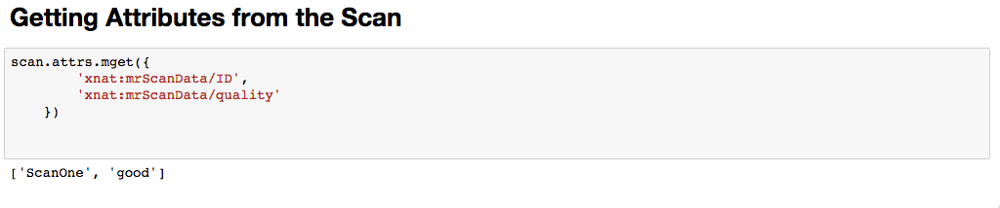 Getting Attributes from the Scan
scan.attrs.mget({
        'xnat:mrScanData/ID',
        'xnat:mrScanData/quality'
    })
['ScanOne', 'good']